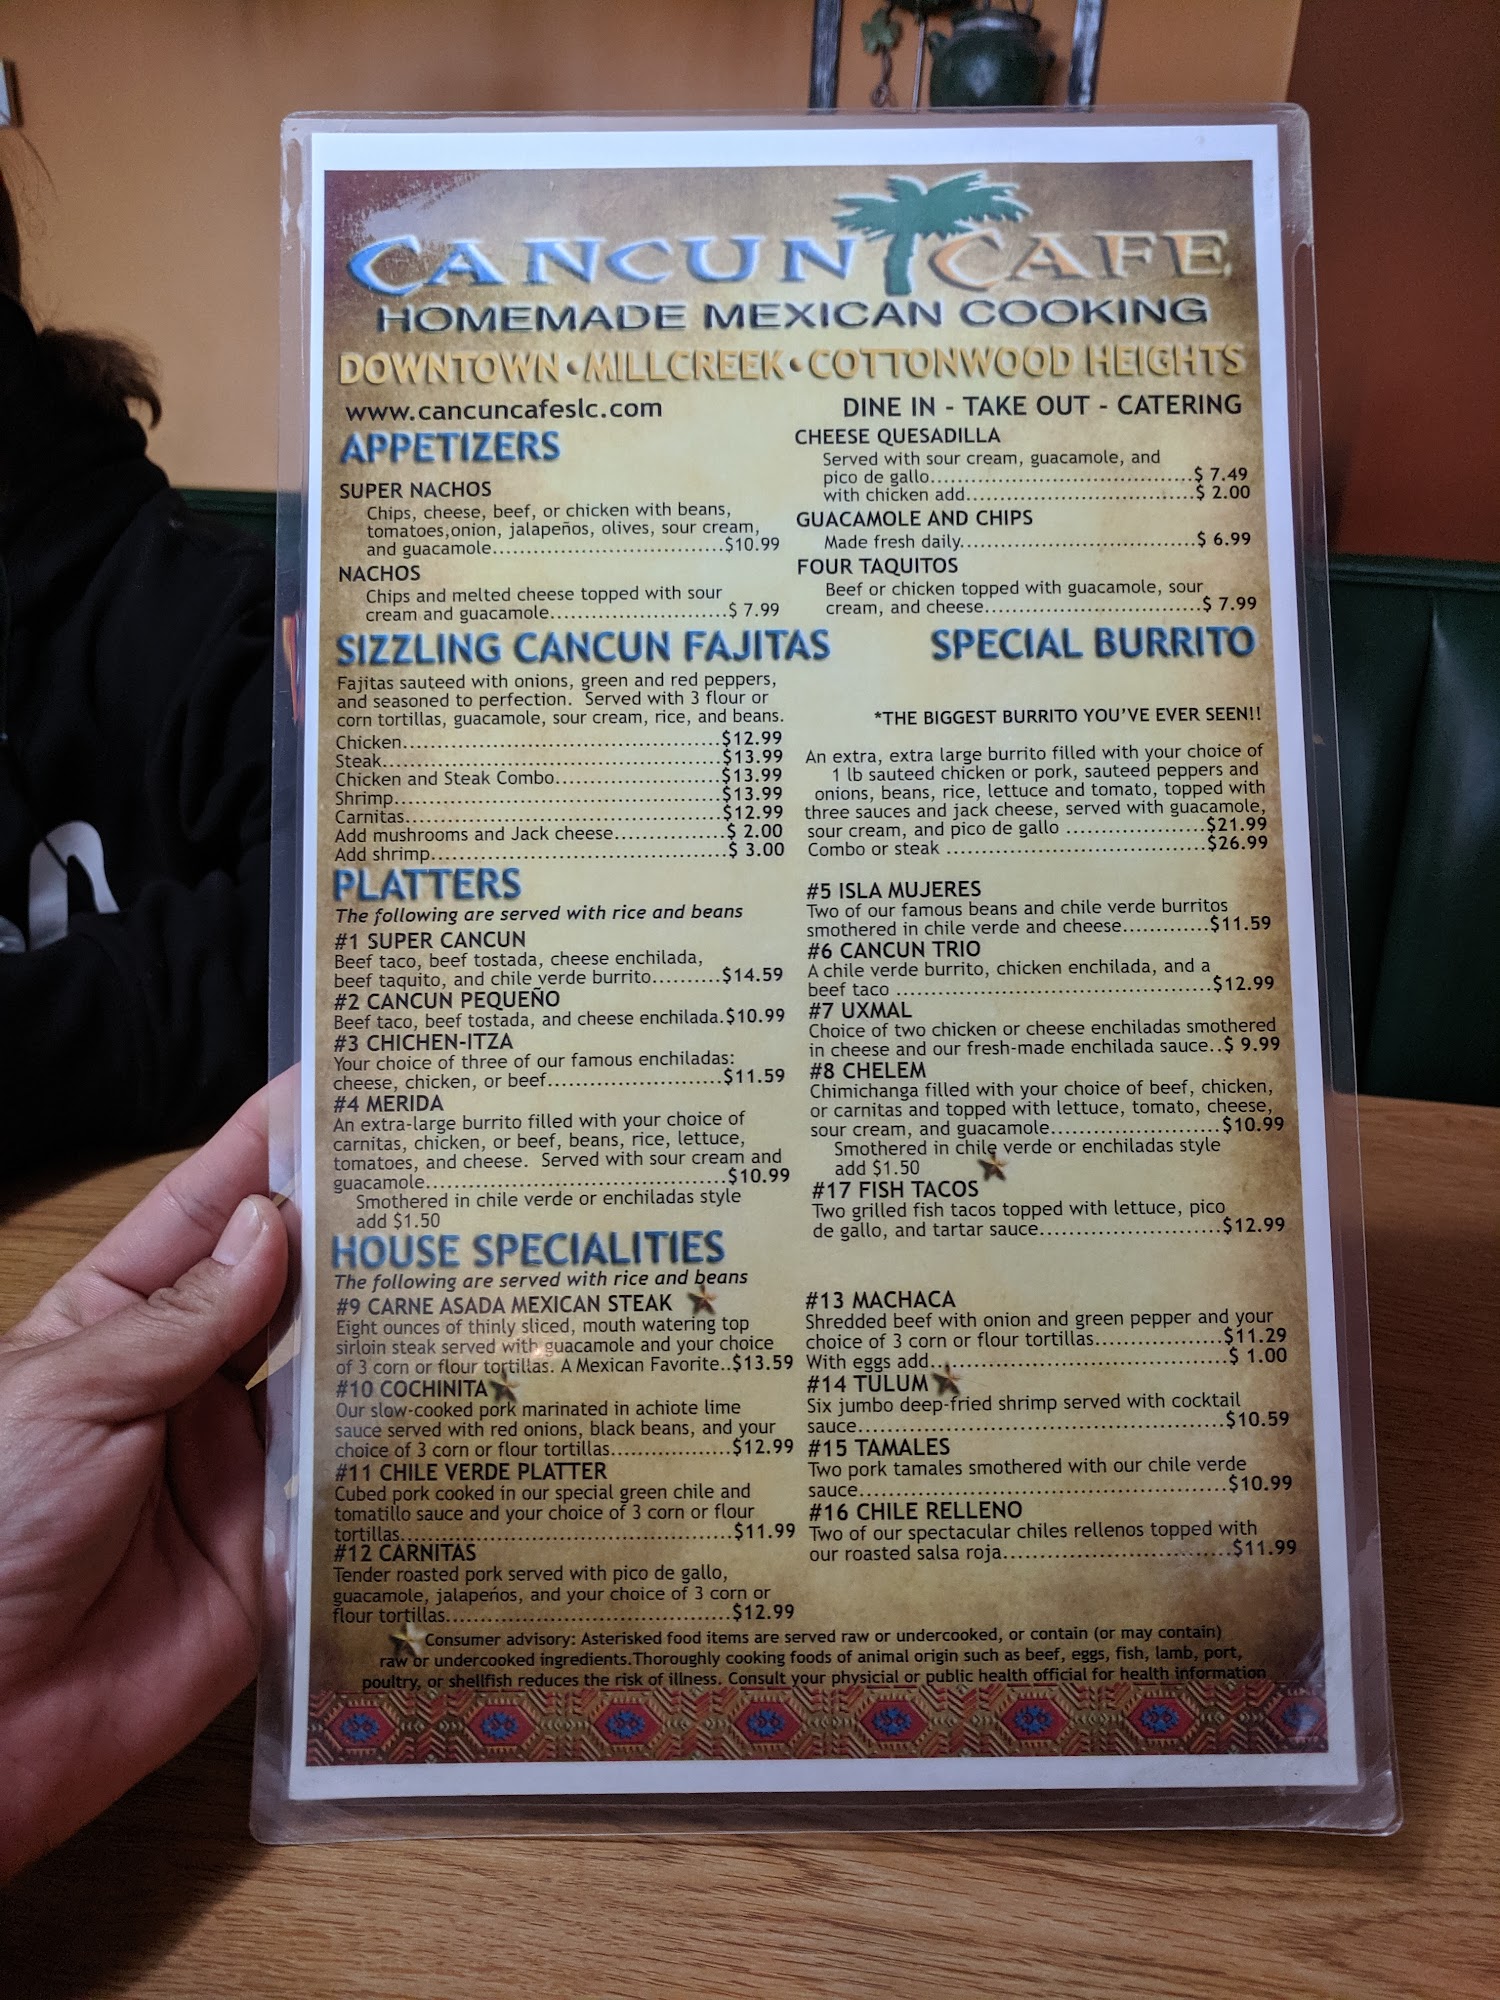 CANCUN CAFE
HOMEMADE MEXICAN COOKING
DOWNTOWN • MILLCREEK • COTTONWOOD HEIGHTS
www.cancuncafeslc.com
DINE IN - TAKE OUT - CATERING
APPETIZERS
SUPER NACHOS
Chips, cheese, beef, or chicken with beans,
tomatoes,onion, jalapeños, olives, sour cream,
and guacamole....................................$10.99
NACHOS
Chips and melted cheese topped with sour
cream and guacamole...........................$ 7.99
CHEESE QUESADILLA
Served with sour cream, guacamole, and
pico de gallo........................................$ 7.49
with chicken add...................................$ 2.00
GUACAMOLE AND CHIPS
Made fresh daily....................................$ 6.99
FOUR TAQUITOS
Beef or chicken topped with guacamole, sour
cream, and cheese.................................$ 7.99
SIZZLING CANCUN FAJITAS
Fajitas sauteed with onions, green and red peppers,
and seasoned to perfection.  Served with 3 flour or
corn tortillas, guacamole, sour cream, rice, and beans.
Chicken.................................................$12.99
Steak....................................................$13.99
Chicken and Steak Combo.........................$13.99
Shrimp..................................................$13.99
Carnitas.................................................$12.99
Add mushrooms and Jack cheese.................$ 2.00
Add shrimp.............................................$ 3.00
SPECIAL BURRITO
*THE BIGGEST BURRITO YOU'VE EVER SEEN!!
An extra, extra large burrito filled with your choice of
1 lb sauteed chicken or pork, sauteed peppers and
onions, beans, rice, lettuce and tomato, topped with
three sauces and jack cheese, served with guacamole,
sour cream, and pico de gallo .....................$21.99
Combo or steak .......................................$26.99
PLATTERS
The following are served with rice and beans
#1 SUPER CANCUN
Beef taco, beef tostada, cheese enchilada,
beef taquito, and chile verde burrito..........$14.59
#2 CANCUN PEQUEÑO
Beef taco, beef tostada, and cheese enchilada.$10.99
#3 CHICHEN-ITZA
Your choice of three of our famous enchiladas:
cheese, chicken, or beef..........................$11.59
#4 MERIDA
An extra-large burrito filled with your choice of
carnitas, chicken, or beef, beans, rice, lettuce,
tomatoes, and cheese.  Served with sour cream and
guacamole.............................................$10.99
Smothered in chile verde or enchiladas style
add $1.50
#5 ISLA MUJERES
Two of our famous beans and chile verde burritos
smothered in chile verde and cheese.............$11.59
#6 CANCUN TRIO
A chile verde burrito, chicken enchilada, and a
beef taco ................................................$12.99
#7 UXMAL
Choice of two chicken or cheese enchiladas smothered
in cheese and our fresh-made enchilada sauce..$ 9.99
#8 CHELEM
Chimichanga filled with your choice of beef, chicken,
or carnitas and topped with lettuce, tomato, cheese,
sour cream, and guacamole..........................$10.99
Smothered in chile verde or enchiladas style
add $1.50
#17 FISH TACOS
Two grilled fish tacos topped with lettuce, pico
de gallo, and tartar sauce............................$12.99
HOUSE SPECIALITIES
The following are served with rice and beans
#9 CARNE ASADA MEXICAN STEAK
Eight ounces of thinly sliced, mouth watering top
sirloin steak served with guacamole and your choice
of 3 corn or flour tortillas. A Mexican Favorite..$13.59
#10 COCHINITA
Our slow-cooked pork marinated in achiote lime
sauce served with red onions, black beans, and your
choice of 3 corn or flour tortillas..................$12.99
#11 CHILE VERDE PLATTER
Cubed pork cooked in our special green chile and
tomatillo sauce and your choice of 3 corn or flour
tortillas..................................................$11.99
#12 CARNITAS
Tender roasted pork served with pico de gallo,
guacamole, jalapeńos, and your choice of 3 corn or
flour tortillas...........................................$12.99
#13 MACHACA
Shredded beef with onion and green pepper and your
choice of 3 corn or flour tortillas...................$11.29
With eggs add...........................................$ 1.00
#14 TULUM
Six jumbo deep-fried shrimp served with cocktail
sauce......................................................$10.59
#15 TAMALES
Two pork tamales smothered with our chile verde
sauce......................................................$10.99
#16 CHILE RELLENO
Two of our spectacular chiles rellenos topped with
our roasted salsa roja..................................$11.99
Consumer advisory: Asterisked food items are served raw or undercooked, or contain (or may contain)
raw or undercooked ingredients.Thoroughly cooking foods of animal origin such as beef, eggs, fish, lamb, port,
poultry, or shellfish reduces the risk of illness. Consult your physicial or public health official for health information